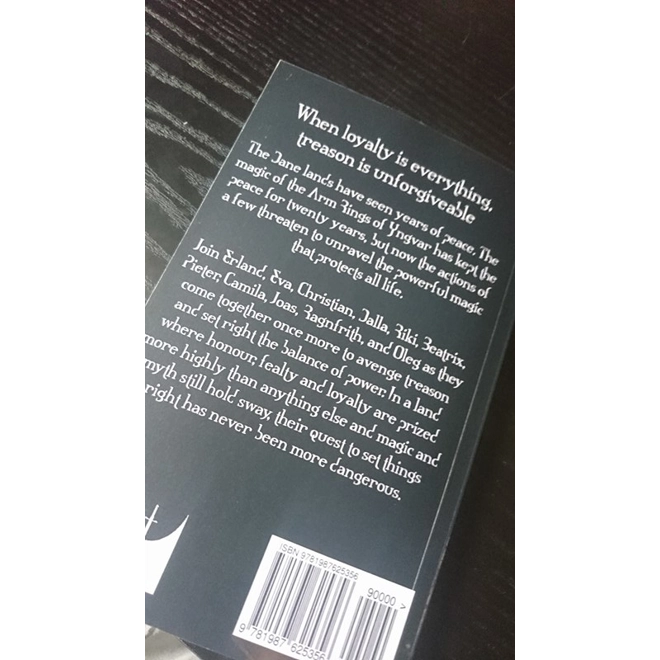 When loyalty is everything,
treason is unforgiveable
The Dane lands have seen years of peace. The
magic of the Arm Rings of Yngvar has kept the
peace for twenty years, but now the actions of
a few threaten to unravel the powerful magic
that protects all life.
Join Erland, Eva, Christian, Dalla, Riki, Beatrix,
Pieter, Camila, Joas, Ragnfrith, and Oleg as they
come together once more to avenge treason
and set right the balance of power. In a land
where honour, fealty and loyalty are prized
more highly than anything else and magic and
myth still hold sway, their quest to set things
right has never been more dangerous.
ISBN 9781987625356
90000 >
9 781987 625356